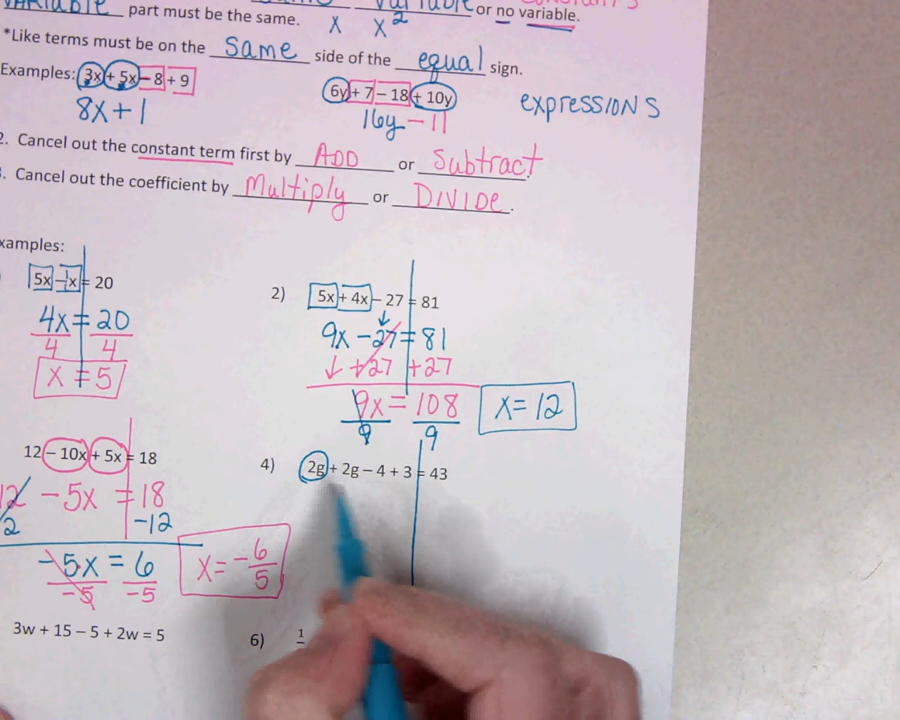 VARIABLE part must be the same. x variable x² or no variable.
*Like terms must be on the same side of the equal sign.
Examples: 3x + 5x - 8 + 9
8x + 1
6y + 7 - 18 + 10y
16y - 11
expressions
2. Cancel out the constant term first by ADD or Subtract.
3. Cancel out the coefficient by Multiply or DIVIDE.
xamples:
5x - 1x = 20
4x = 20
4 4
x = 5
2) 5x + 4x - 27 = 81
9x - 27 = 81
↓ +27 +27
9x = 108
9 9
x = 12
12 - 10x + 5x = 18
12 - 5x = 18
2 -12
-5x = 6
-5 -5
x = -6/5
4) 2g + 2g - 4 + 3 = 43
3w + 15 - 5 + 2w = 5
6) 1